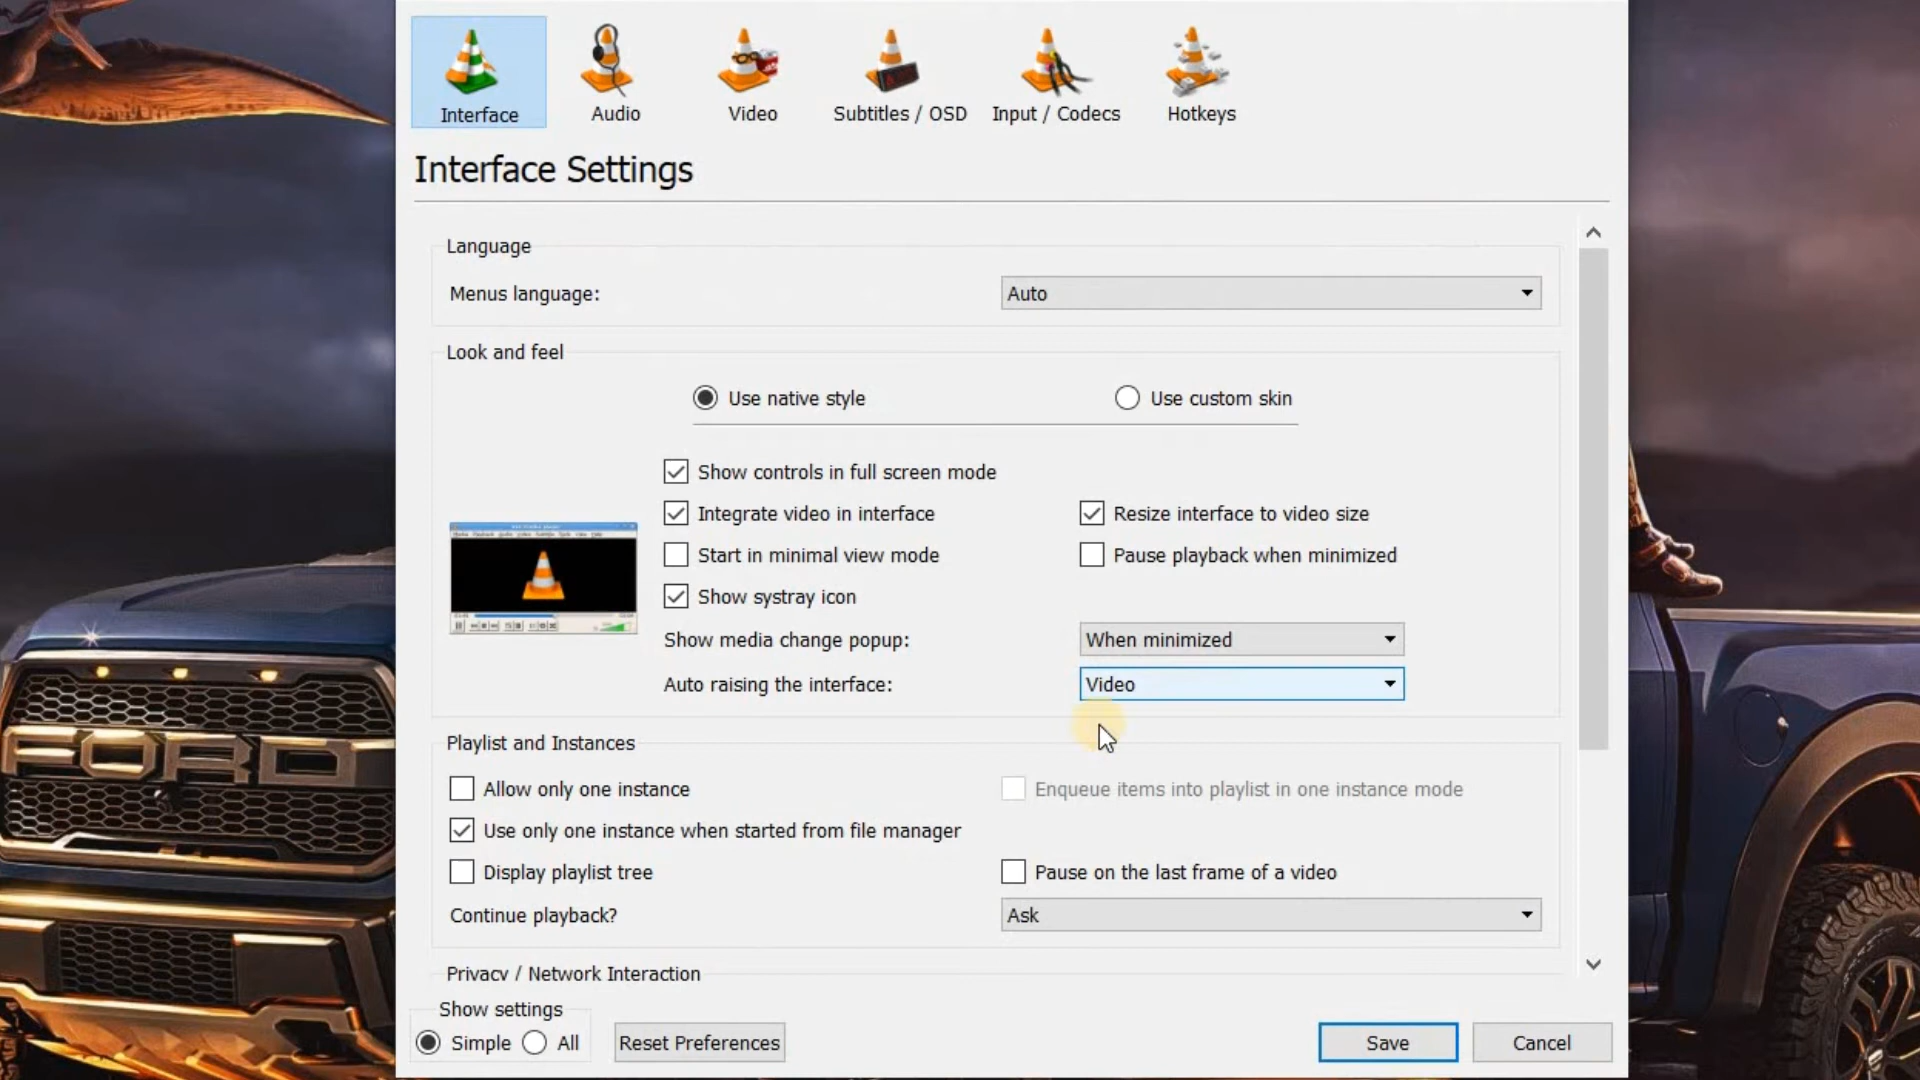 Interface
Audio
Video
Subtitles / OSD
Input / Codecs
Hotkeys
Interface Settings
Language
Menus language:
Auto
Look and feel
Use native style
Use custom skin
Show controls in full screen mode
Integrate video in interface
Resize interface to video size
Start in minimal view mode
Pause playback when minimized
Show systray icon
Show media change popup:
When minimized
Auto raising the interface:
Video
Playlist and Instances
Allow only one instance
Enqueue items into playlist in one instance mode
Use only one instance when started from file manager
Display playlist tree
Pause on the last frame of a video
Continue playback?
Ask
Privacy / Network Interaction
Show settings
Simple
All
Reset Preferences
Save
Cancel
FORD